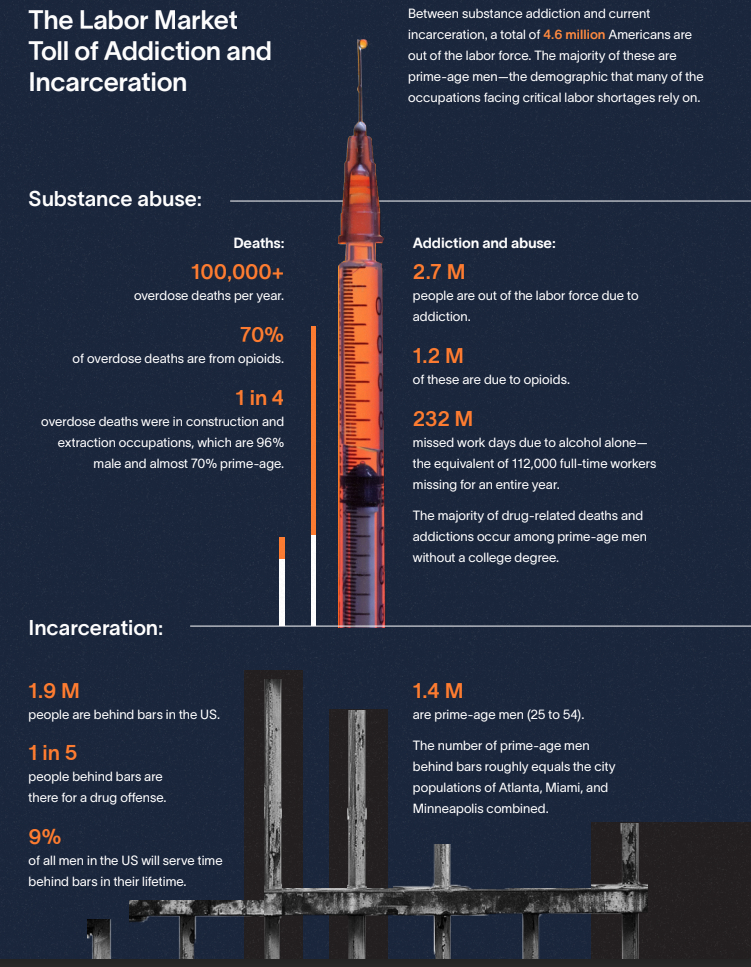 The Labor Market
Toll of Addiction and
Incarceration
Between substance addiction and current
incarceration, a total of 4.6 million Americans are
out of the labor force. The majority of these are
prime-age men—the demographic that many of the
occupations facing critical labor shortages rely on.
Substance abuse:
Deaths:
100,000+
overdose deaths per year.
70%
of overdose deaths are from opioids.
1 in 4
overdose deaths were in construction and
extraction occupations, which are 96%
male and almost 70% prime-age.
Addiction and abuse:
2.7 M
people are out of the labor force due to
addiction.
1.2 M
of these are due to opioids.
232 M
missed work days due to alcohol alone—
the equivalent of 112,000 full-time workers
missing for an entire year.
The majority of drug-related deaths and
addictions occur among prime-age men
without a college degree.
Incarceration:
1.9 M
people are behind bars in the US.
1 in 5
people behind bars are
there for a drug offense.
9%
of all men in the US will serve time
behind bars in their lifetime.
1.4 M
are prime-age men (25 to 54).
The number of prime-age men
behind bars roughly equals the city
populations of Atlanta, Miami, and
Minneapolis combined.